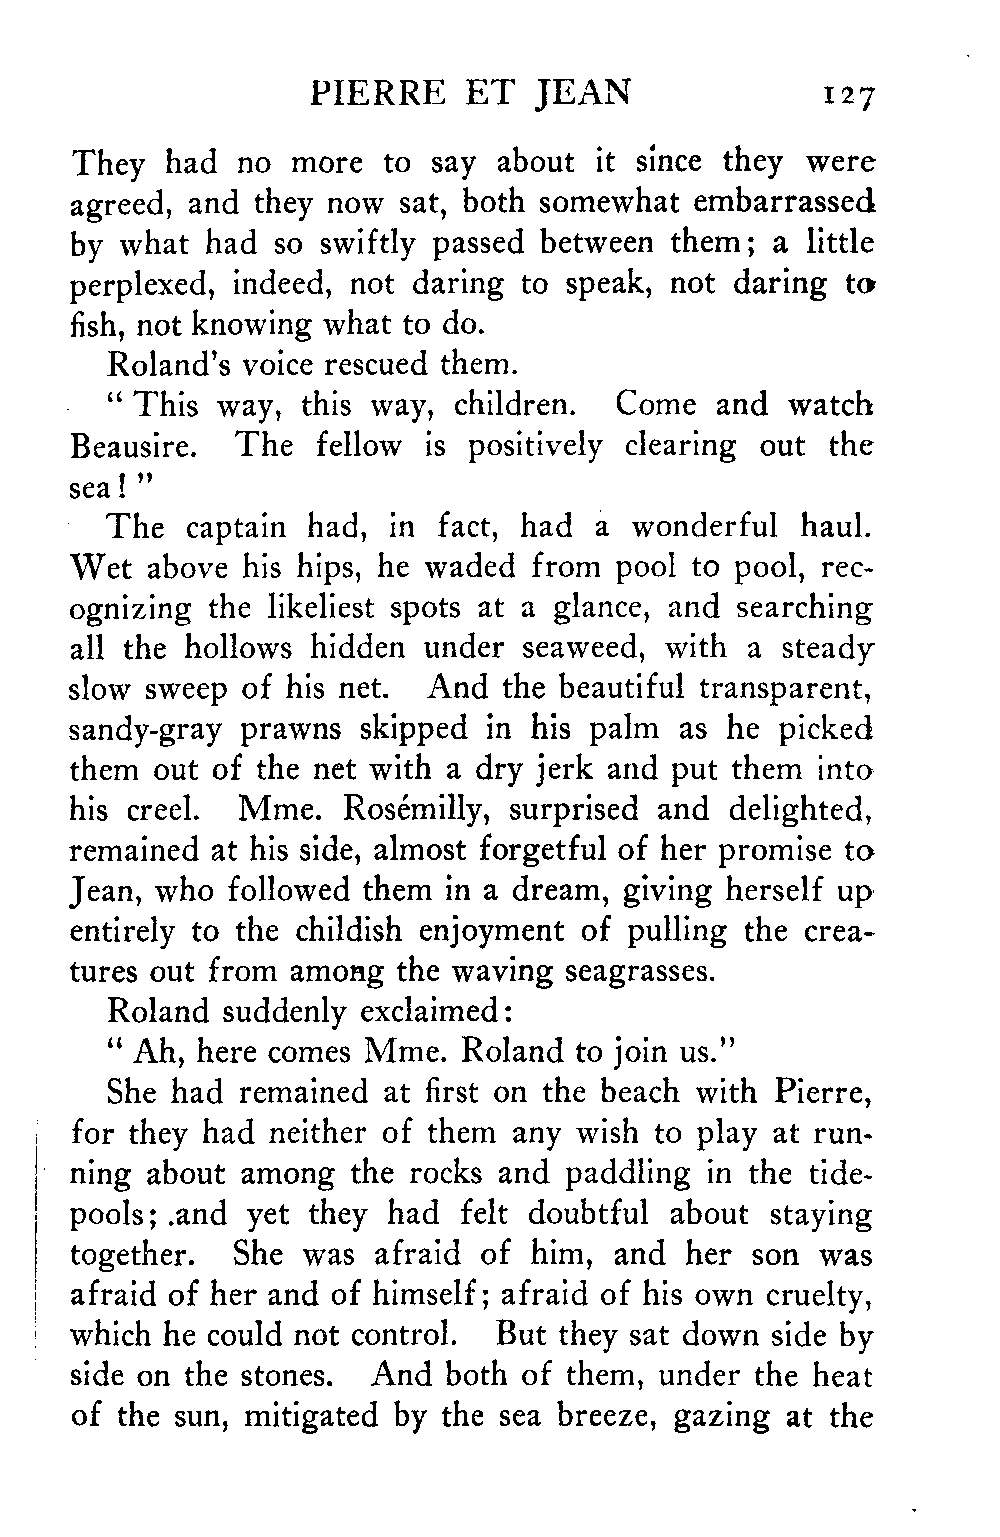 PIERRE ET JEAN 127
They had no more to say about it since they were
agreed, and they now sat, both somewhat embarrassed
by what had so swiftly passed between them; a little
perplexed, indeed, not daring to speak, not daring to
fish, not knowing what to do.
Roland's voice rescued them.
" This way, this way, children. Come and watch
Beausire. The fellow is positively clearing out the
sea ! "
The captain had, in fact, had a wonderful haul.
Wet above his hips, he waded from pool to pool, rec-
ognizing the likeliest spots at a glance, and searching
all the hollows hidden under seaweed, with a steady
slow sweep of his net. And the beautiful transparent,
sandy-gray prawns skipped in his palm as he picked
them out of the net with a dry jerk and put them into
his creel. Mme. Rosémilly, surprised and delighted,
remained at his side, almost forgetful of her promise to
Jean, who followed them in a dream, giving herself up
entirely to the childish enjoyment of pulling the crea-
tures out from among the waving seagrasses.
Roland suddenly exclaimed:
" Ah, here comes Mme. Roland to join us."
She had remained at first on the beach with Pierre,
for they had neither of them any wish to play at run-
ning about among the rocks and paddling in the tide-
pools; .and yet they had felt doubtful about staying
together. She was afraid of him, and her son was
afraid of her and of himself; afraid of his own cruelty,
which he could not control. But they sat down side by
side on the stones. And both of them, under the heat
of the sun, mitigated by the sea breeze, gazing at the